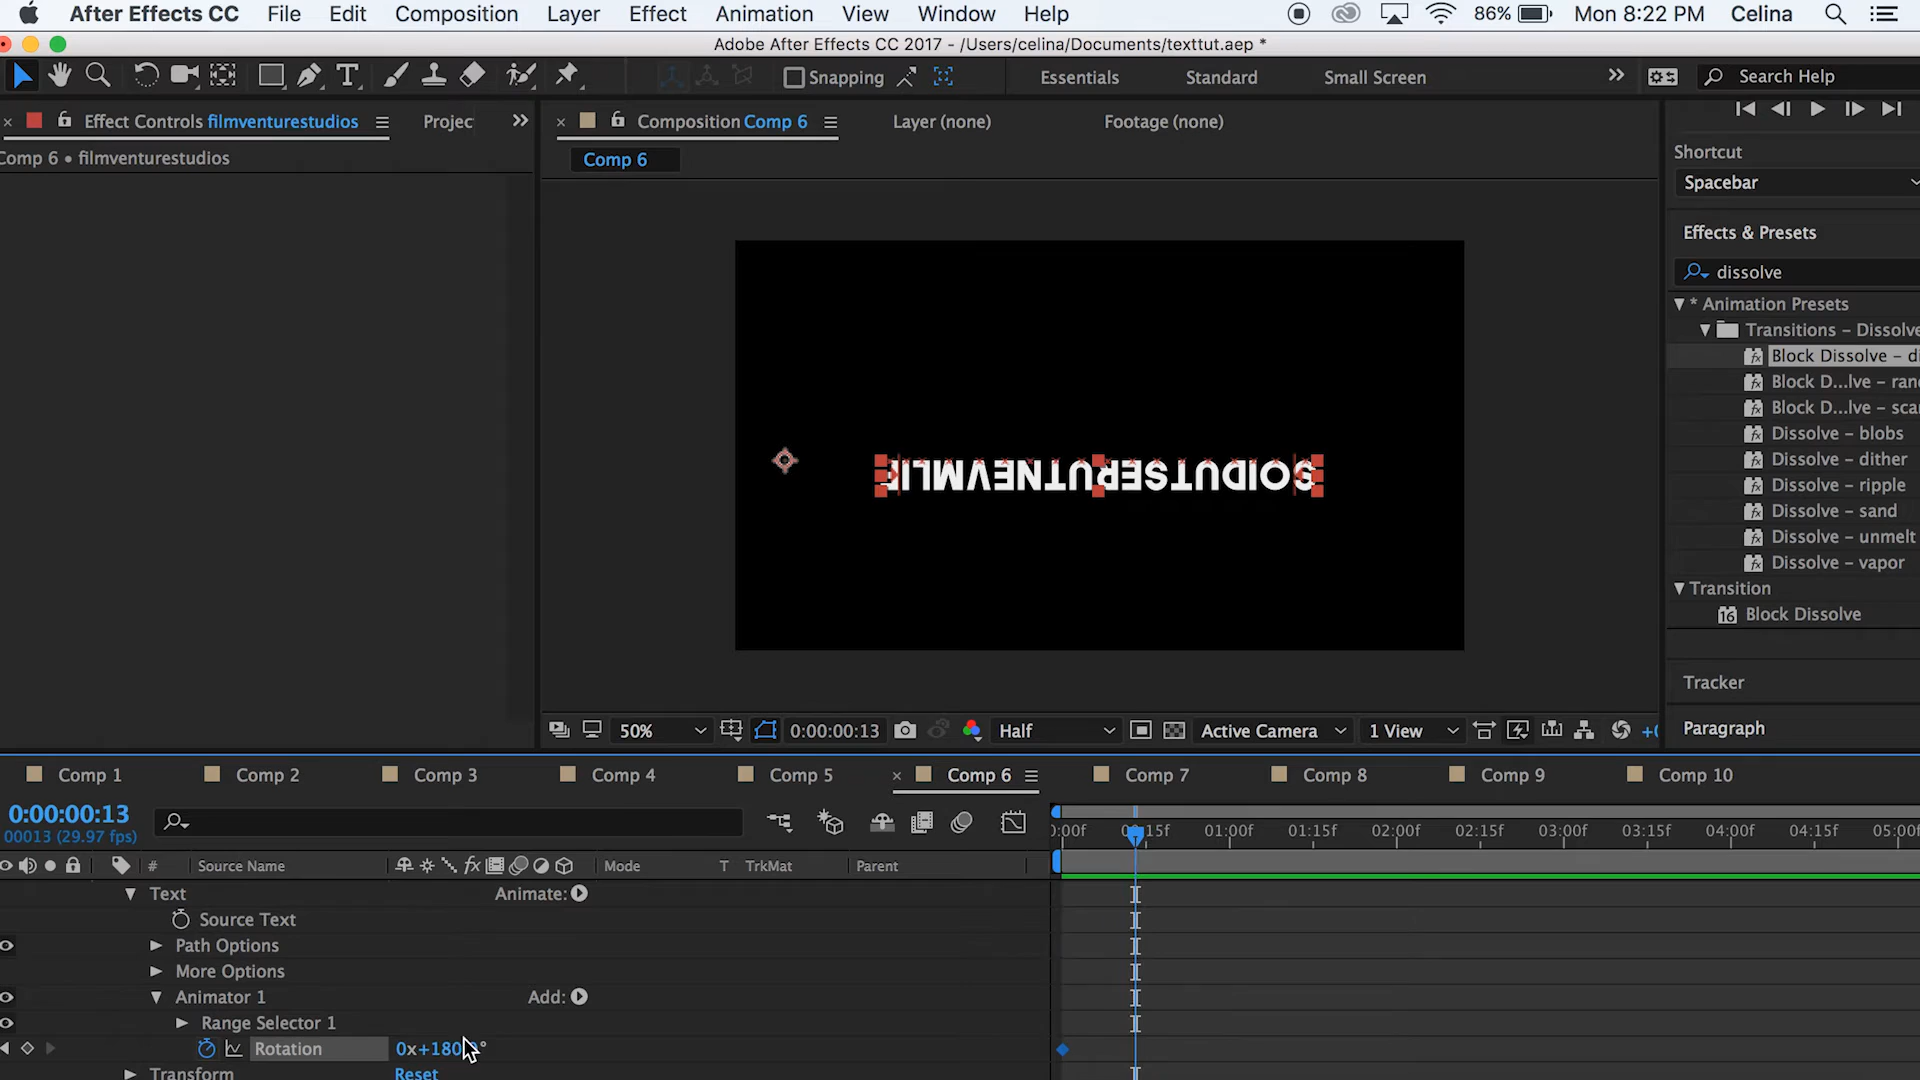 After Effects CC File Edit Composition Layer Effect Animation View Window Help 86% Mon 8:22 PM Celina
Adobe After Effects CC 2017 - /Users/celina/Documents/texttut.aep *
Snapping Essentials Standard Small Screen Search Help
Effect Controls filmventurestudios Projec Composition Comp 6 Layer (none) Footage (none)
Comp 6 • filmventurestudios
Comp 6
Shortcut
Spacebar
Effects & Presets
dissolve
* Animation Presets
Transitions – Dissolve
Block Dissolve – di
Block D...lve – ran
Block D...lve – sca
Dissolve – blobs
Dissolve – dither
Dissolve – ripple
Dissolve – sand
Dissolve – unmelt
Dissolve – vapor
Transition
Block Dissolve
Tracker
Paragraph
FILMVENTURESTUDIOS
50% 0:00:00:13 Half Active Camera 1 View +0
Comp 1 Comp 2 Comp 3 Comp 4 Comp 5 Comp 6 Comp 7 Comp 8 Comp 9 Comp 10
0:00:00:13
00013 (29.97 fps)
:00f 00:15f 01:00f 01:15f 02:00f 02:15f 03:00f 03:15f 04:00f 04:15f 05:00
# Source Name Mode T TrkMat Parent
Text Animate:
Source Text
Path Options
More Options
Animator 1 Add:
Range Selector 1
Rotation 0x+180
Transform Reset